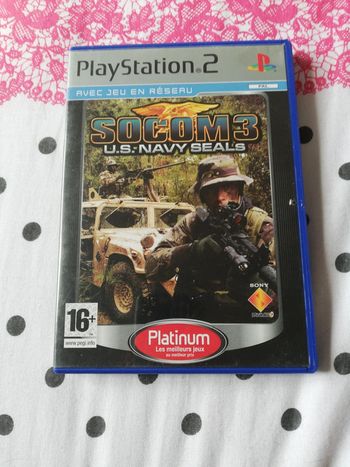 PlayStation®2
AVEC JEU EN RÉSEAU
PAL
SOCOM 3
U.S. NAVY SEALs
16+
www.pegi.info
Platinum
Les meilleurs jeux
au meilleur prix
SONY